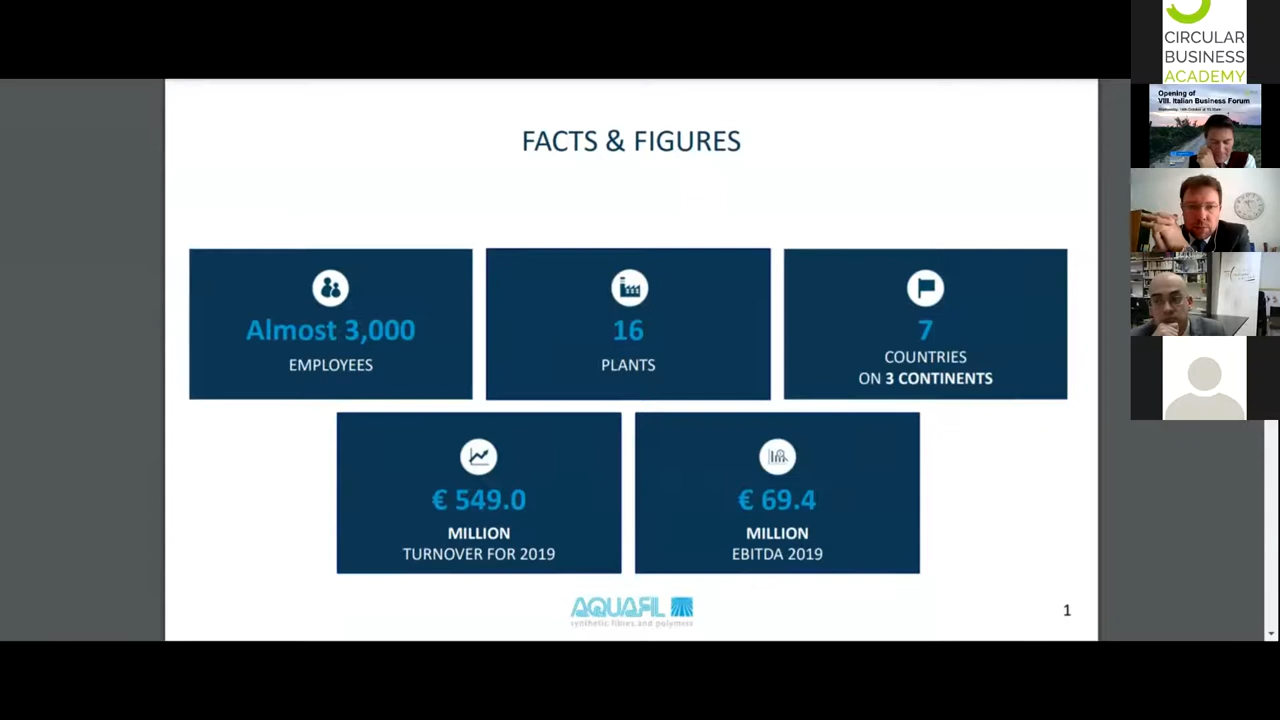 FACTS & FIGURES
Almost 3,000
EMPLOYEES
16
PLANTS
7
COUNTRIES
ON 3 CONTINENTS
€ 549.0
MILLION
TURNOVER FOR 2019
€ 69.4
MILLION
EBITDA 2019
AQUAFIL
synthetic fibres and polymers
1
CIRCULAR
BUSINESS
ACADEMY
Opening of
VIII. Italian Business Forum